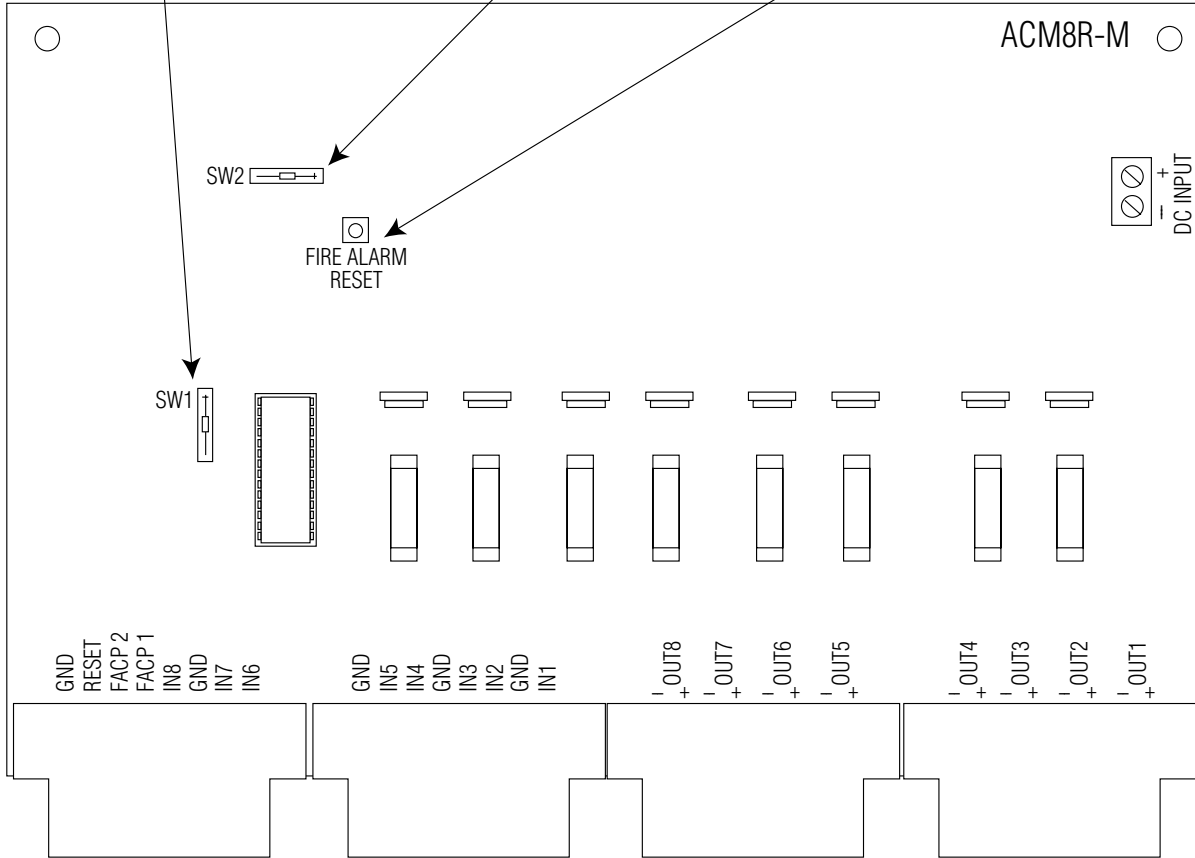 ACM8R-M
SW2
+
–
DC INPUT
FIRE ALARM
RESET
SW1
GND
RESET
FACP 2
FACP 1
IN8
GND
IN7
IN6
GND
IN5
IN4
GND
IN3
IN2
GND
IN1
– OUT8 +
– OUT7 +
– OUT6 +
– OUT5 +
– OUT4 +
– OUT3 +
– OUT2 +
– OUT1 +